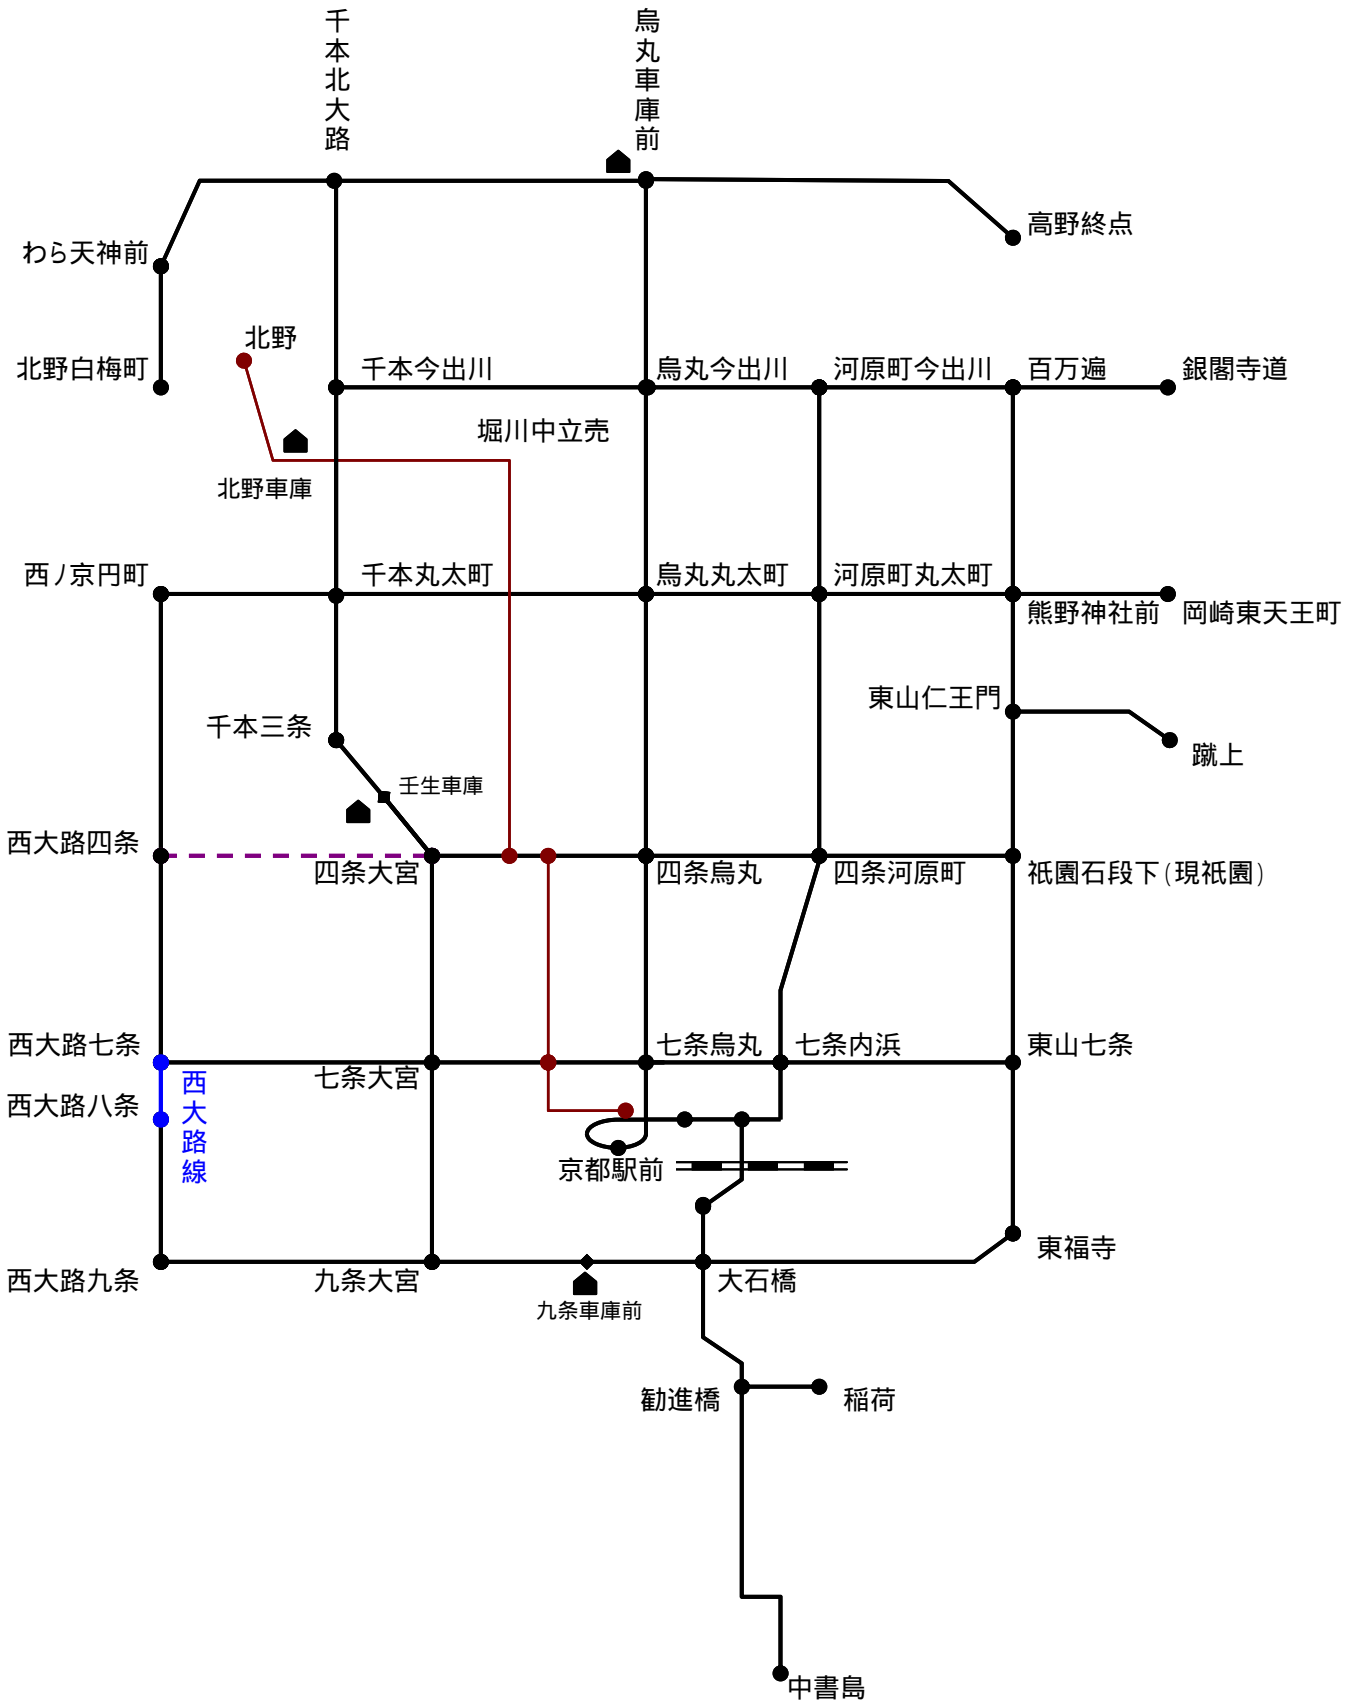 千本北大路
烏丸車庫前
高野終点
わら天神前
北野
北野白梅町
千本今出川
烏丸今出川
河原町今出川
百万遍
銀閣寺道
堀川中立売
北野車庫
西ノ京円町
千本丸太町
烏丸丸太町
河原町丸太町
熊野神社前
岡崎東天王町
東山仁王門
千本三条
蹴上
壬生車庫
西大路四条
四条大宮
四条烏丸
四条河原町
祇園石段下(現祇園)
西大路七条
七条大宮
七条烏丸
七条内浜
東山七条
西大路八条
西大路線
京都駅前
東福寺
西大路九条
九条大宮
大石橋
九条車庫前
勧進橋
稲荷
中書島